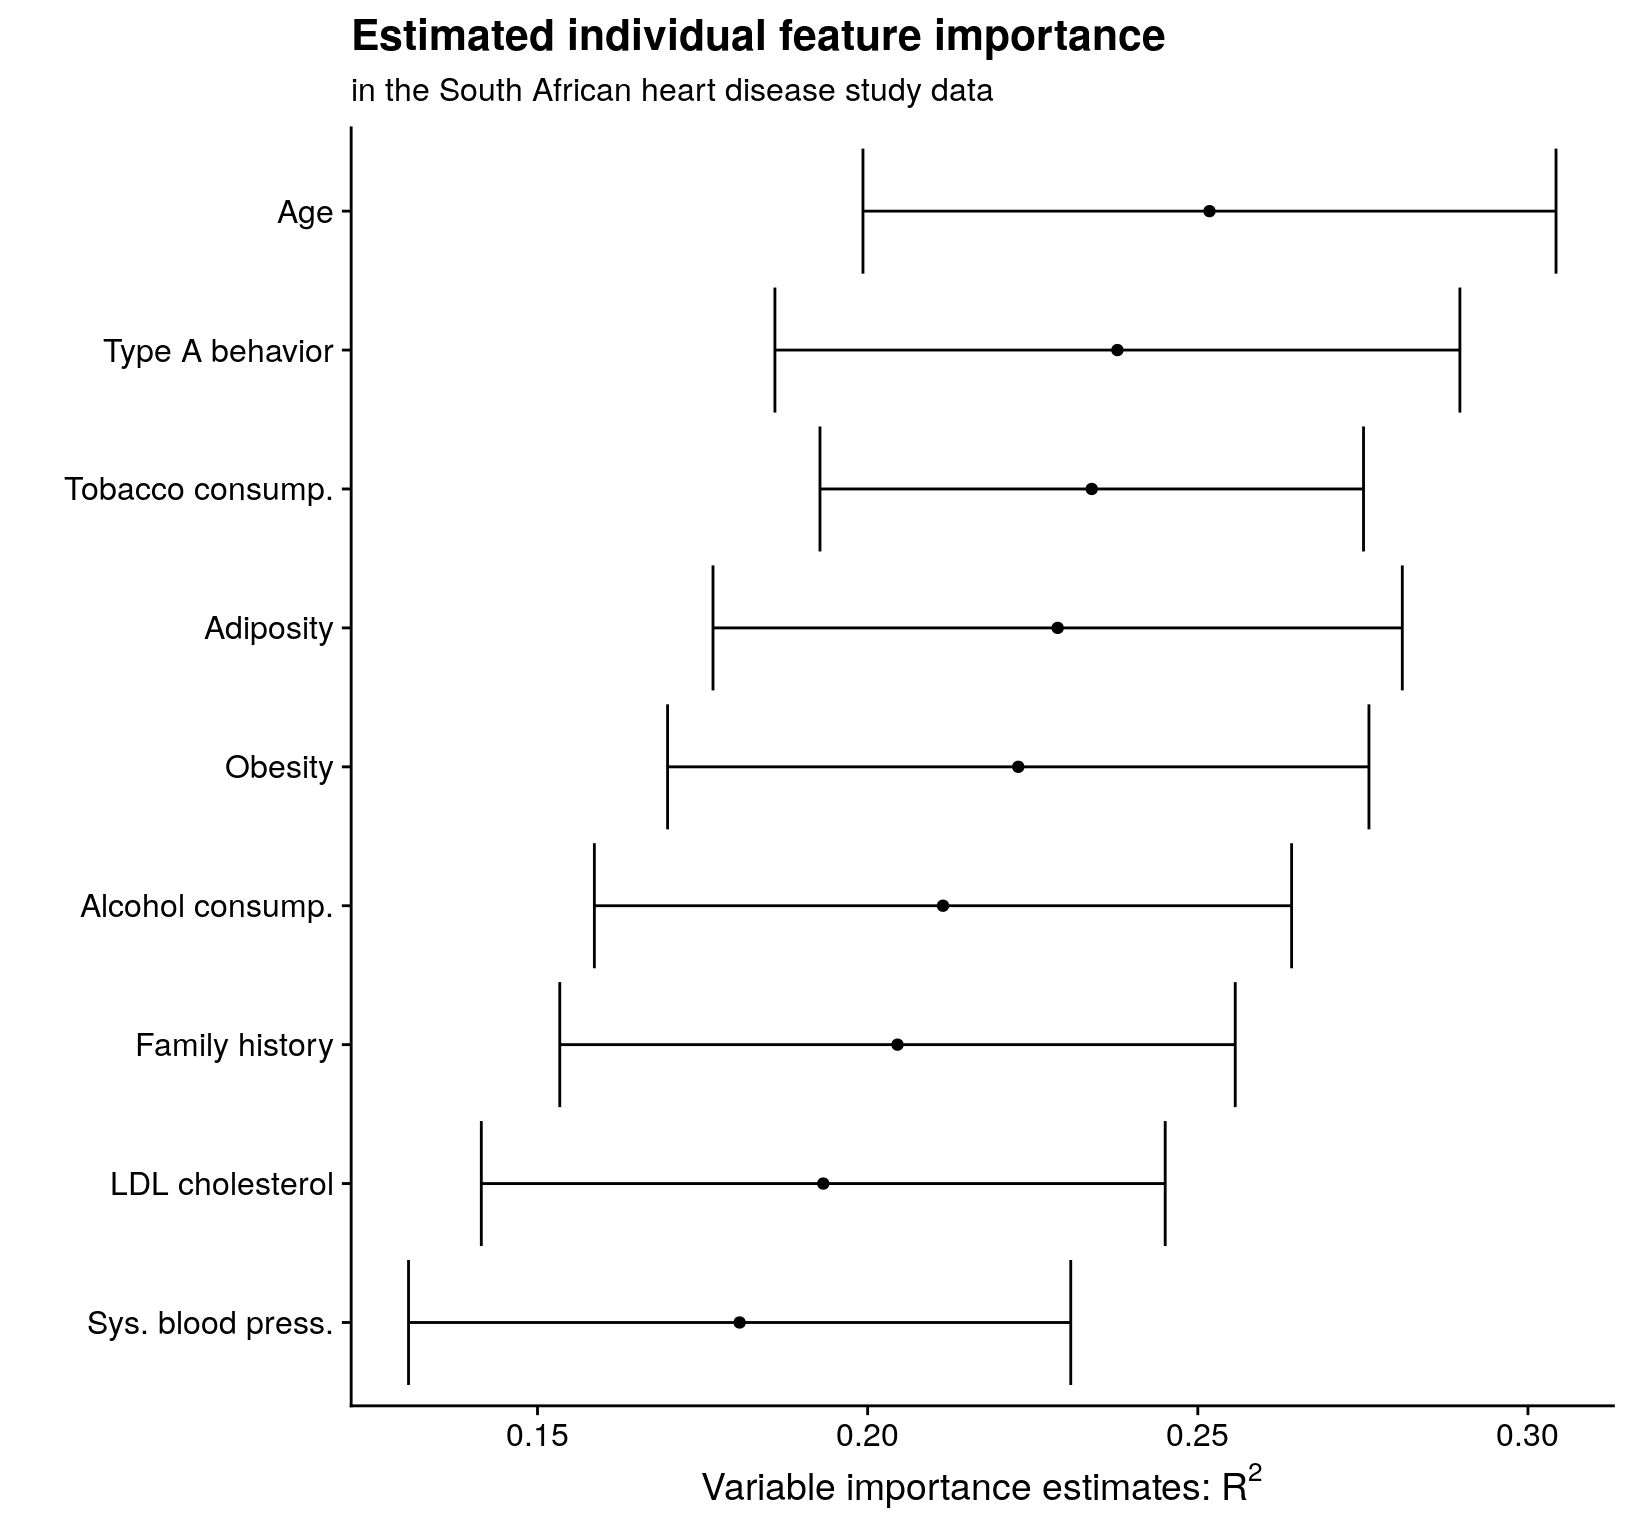 Estimated individual feature importance
in the South African heart disease study data
Age
Type A behavior
Tobacco consump.
Adiposity
Obesity
Alcohol consump.
Family history
LDL cholesterol
Sys. blood press.
0.15 0.20 0.25 0.30
Variable importance estimates: R²